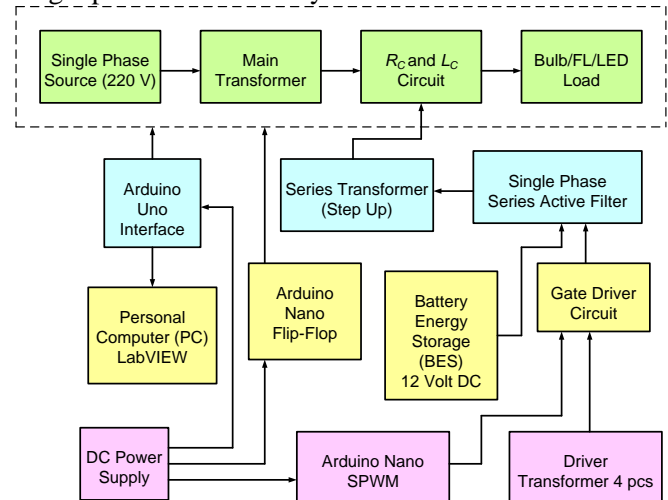 Single Phase
Source (220 V)
Main
Transformer
R_C and L_C
Circuit
Bulb/FL/LED
Load
Arduino
Uno
Interface
Series Transformer
(Step Up)
Single Phase
Series Active Filter
Personal
Computer (PC)
LabVIEW
Arduino
Nano
Flip-Flop
Battery
Energy
Storage
(BES)
12 Volt DC
Gate Driver
Circuit
DC Power
Supply
Arduino Nano
SPWM
Driver
Transformer 4 pcs